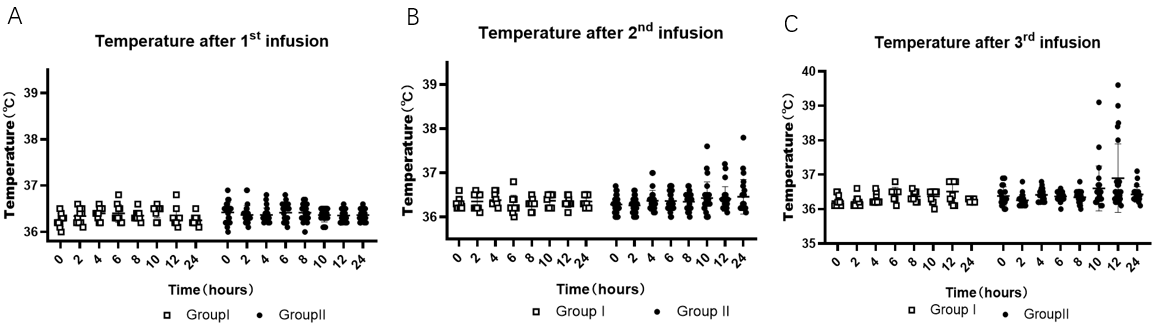 A
Temperature after 1st infusion
Temperature (℃)
39
38
37
36
0 2 4 6 8 10 12 24 0 2 4 6 8 10 12 24
Time (hours)
GroupI GroupII
B
Temperature after 2nd infusion
Temperature (℃)
39
38
37
36
0 2 4 6 8 10 12 24 0 2 4 6 8 10 12 24
Time (hours)
Group I Group II
C
Temperature after 3rd infusion
Temperature (℃)
40
39
38
37
36
35
0 2 4 6 8 10 12 24 0 2 4 6 8 10 12 24
Time (hours)
Group I GroupII